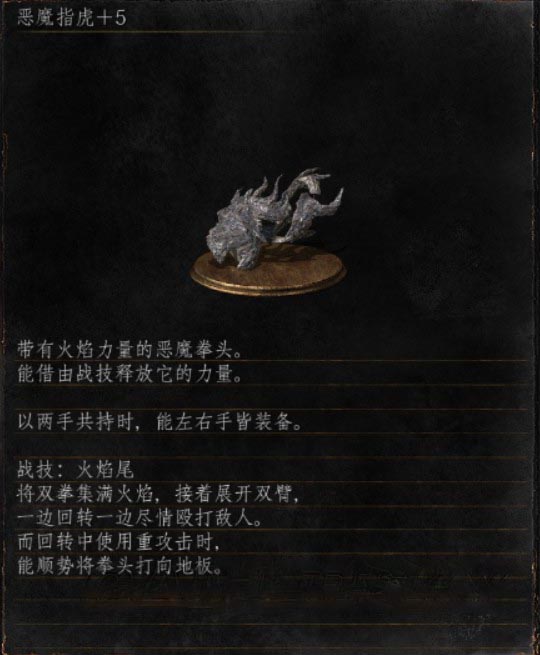 恶魔指虎＋5
带有火焰力量的恶魔拳头。
能借由战技释放它的力量。
以两手共持时，能左右手皆装备。
战技：火焰尾
将双拳集满火焰，接着展开双臂，
一边回转一边尽情殴打敌人。
而回转中使用重攻击时，
能顺势将拳头打向地板。